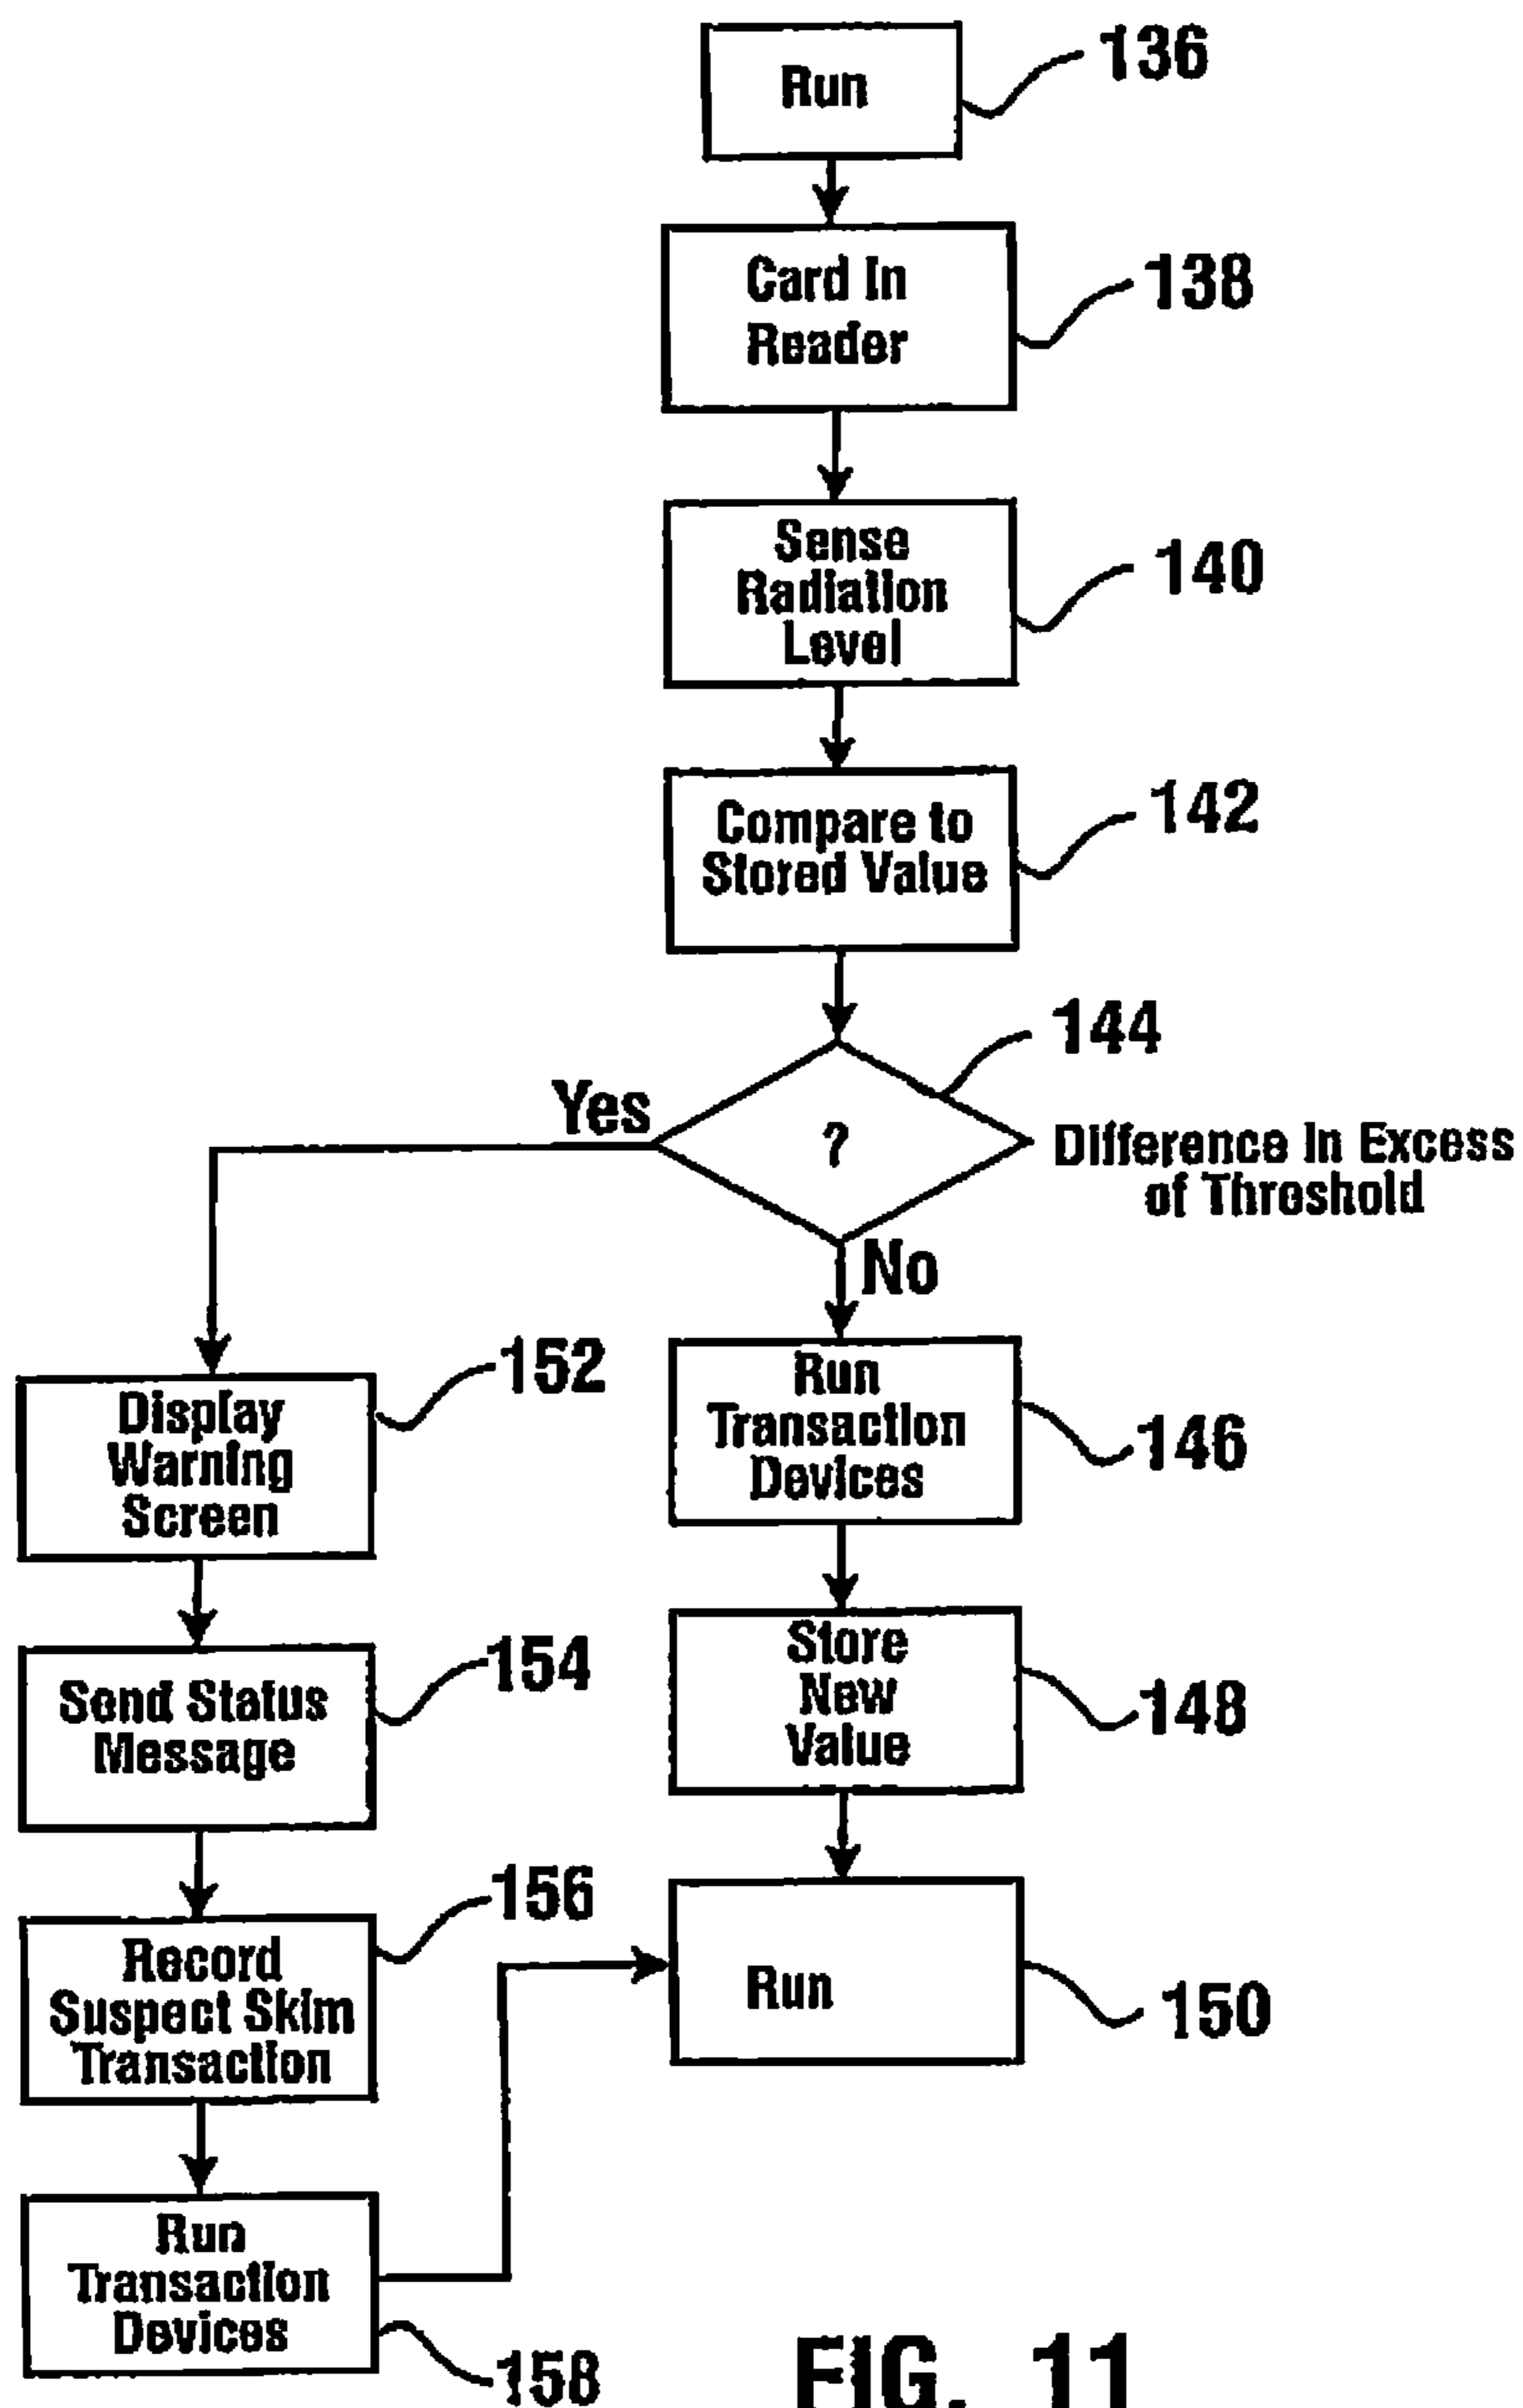 Run
136
Card In
Reader
138
Sense
Radiation
Level
140
Compare to
Stored Value
142
144
Yes
?
Difference In Excess
of Threshold
No
152
Display
Warning
Screen
Run
Transaction
Devices
146
154
Send Status
Message
Store
New
Value
148
156
Record
Suspect Skim
Transaction
Run
150
Run
Transaction
Devices
158
FIG. 11